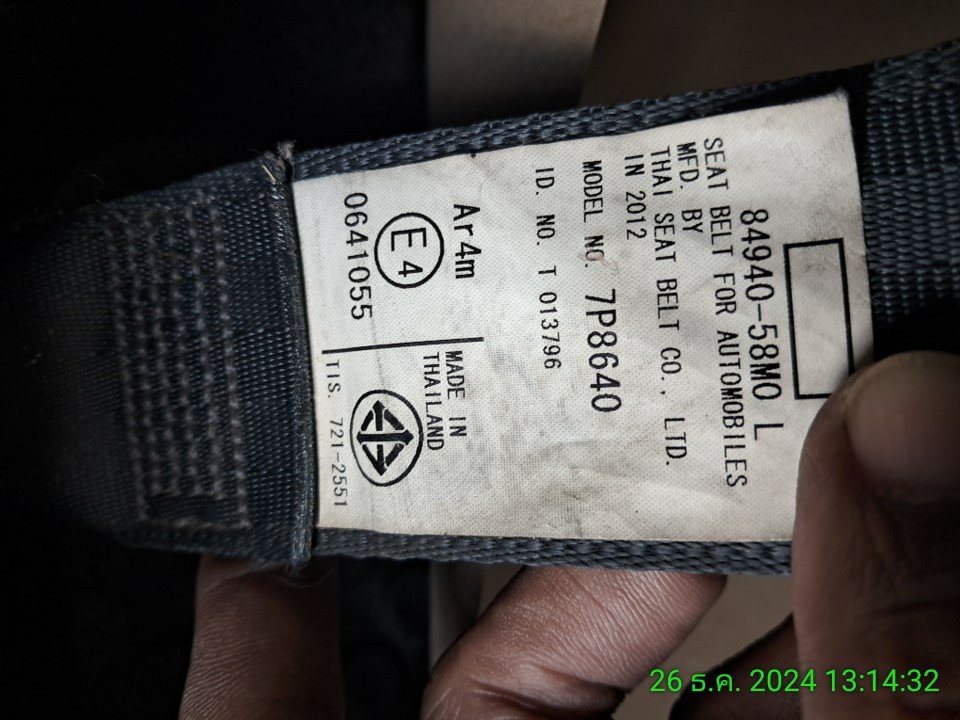 84940-58M0 L
SEAT BELT FOR AUTOMOBILES
MFD. BY
THAI SEAT BELT CO., LTD.
IN 2012
MODEL NO. 7P8640
ID. NO. T 013796
Ar4m
E4
0641055
MADE IN
THAILAND
TIS. 721-2551
26 ธ.ค. 2024 13:14:32